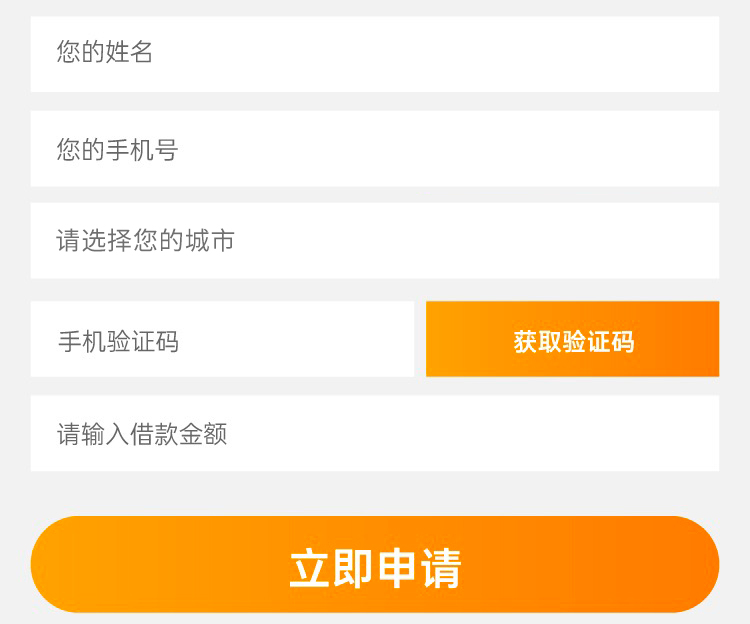 您的姓名
您的手机号
请选择您的城市
手机验证码
获取验证码
请输入借款金额
立即申请